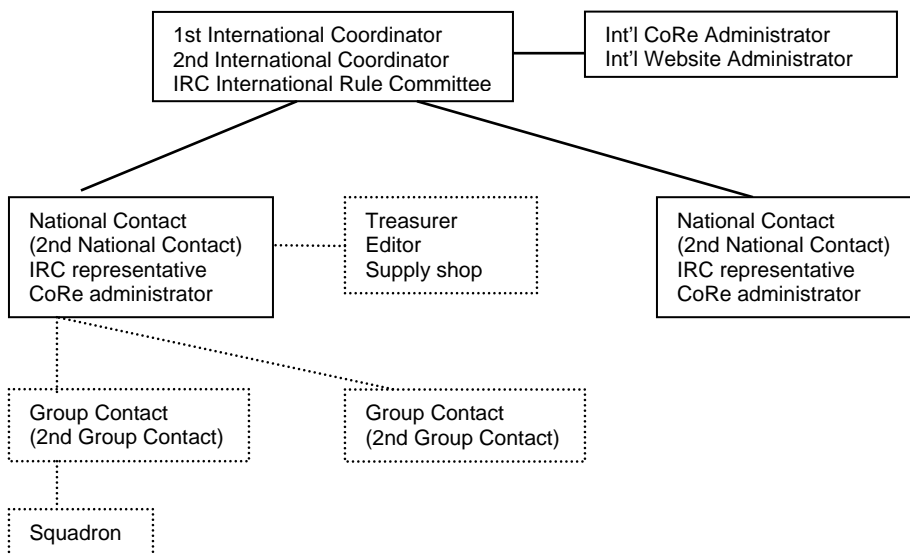 1st International Coordinator
2nd International Coordinator
IRC International Rule Committee
Int'l CoRe Administrator
Int'l Website Administrator
National Contact
(2nd National Contact)
IRC representative
CoRe administrator
Treasurer
Editor
Supply shop
National Contact
(2nd National Contact)
IRC representative
CoRe administrator
Group Contact
(2nd Group Contact)
Group Contact
(2nd Group Contact)
Squadron